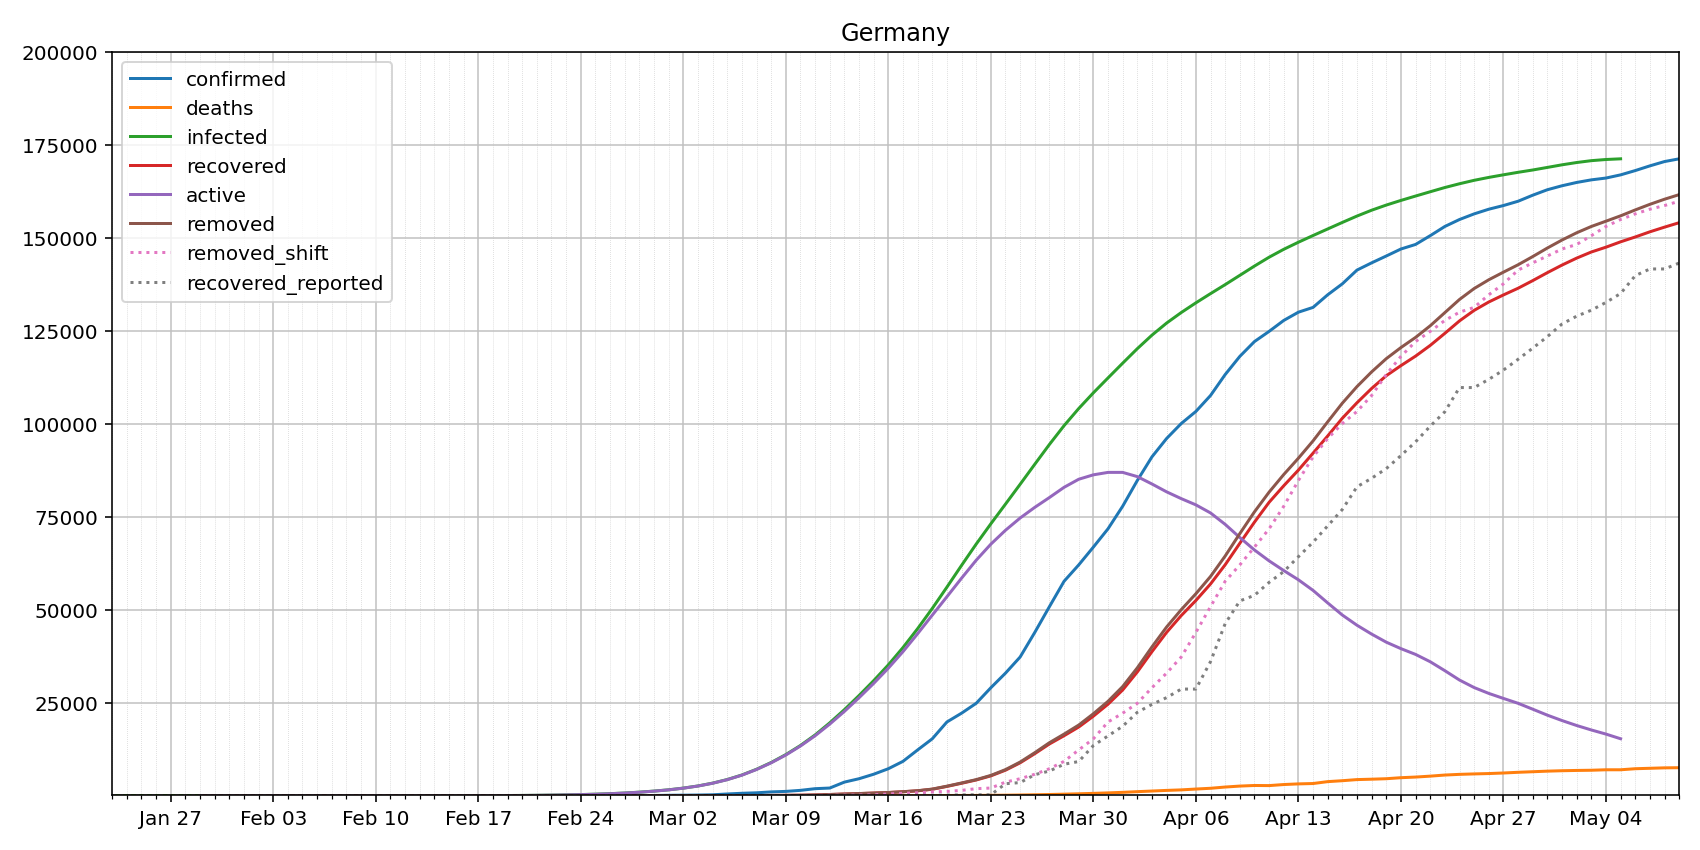 Germany
200000
175000
150000
125000
100000
75000
50000
25000
confirmed
deaths
infected
recovered
active
removed
removed_shift
recovered_reported
Jan 27 Feb 03 Feb 10 Feb 17 Feb 24 Mar 02 Mar 09 Mar 16 Mar 23 Mar 30 Apr 06 Apr 13 Apr 20 Apr 27 May 04